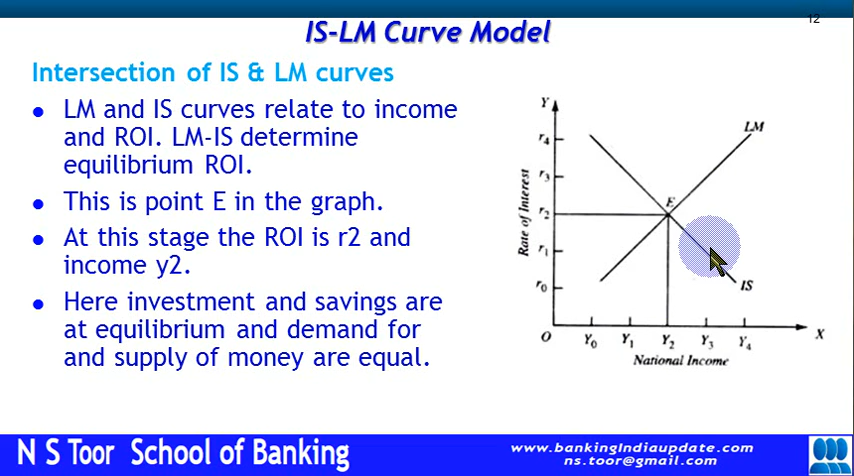 12
IS-LM Curve Model
Intersection of IS & LM curves
● LM and IS curves relate to income
and ROI. LM-IS determine
equilibrium ROI.
● This is point E in the graph.
● At this stage the ROI is r2 and
income y2.
● Here investment and savings are
at equilibrium and demand for
and supply of money are equal.
Y
LM
r4
r3
Rate of Interest
E
r2
r1
r0
IS
O Y0 Y1 Y2 Y3 Y4 X
National Income
N S Toor School of Banking
www.bankingindiaupdate.com
ns.toor@gmail.com